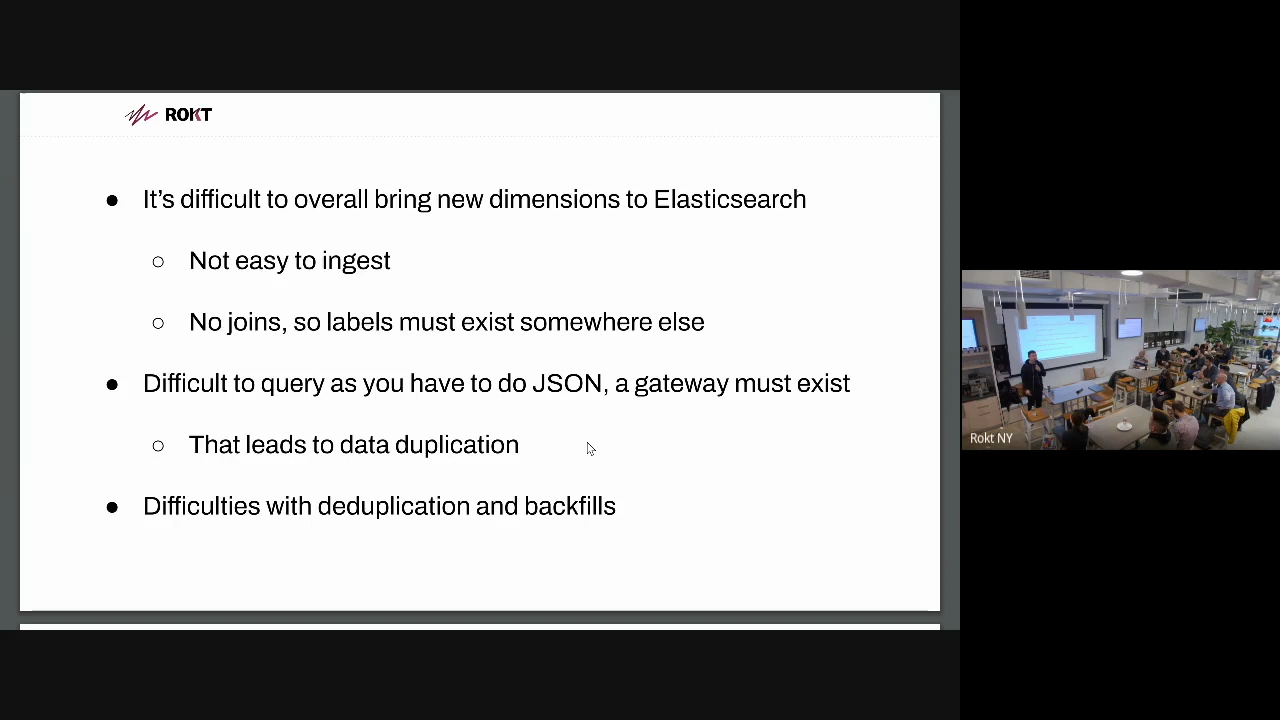 ROKT
● It’s difficult to overall bring new dimensions to Elasticsearch
○ Not easy to ingest
○ No joins, so labels must exist somewhere else
● Difficult to query as you have to do JSON, a gateway must exist
○ That leads to data duplication
● Difficulties with deduplication and backfills
Rokt NY